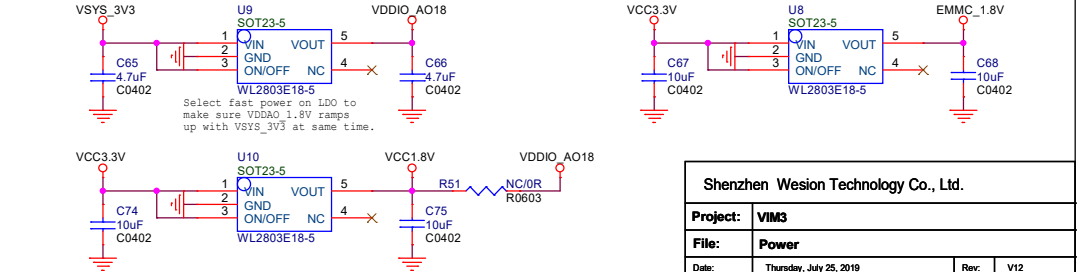 VSYS_3V3
U9
SOT23-5
VDDIO_AO18
1
VIN
VOUT
5
2
GND
3
ON/OFF
NC
4
C65
4.7uF
C0402
WL2803E18-5
C66
4.7uF
C0402
Select fast power on LDO to
make sure VDDAO_1.8V ramps
up with VSYS_3V3 at same time.
VCC3.3V
U8
SOT23-5
EMMC_1.8V
1
VIN
VOUT
5
2
GND
3
ON/OFF
NC
4
C67
10uF
C0402
WL2803E18-5
C68
10uF
C0402
VCC3.3V
U10
SOT23-5
VCC1.8V
VDDIO_AO18
1
VIN
VOUT
5
2
GND
3
ON/OFF
NC
4
R51
NC/0R
R0603
C74
10uF
C0402
WL2803E18-5
C75
10uF
C0402
Shenzhen Wesion Technology Co., Ltd.
Project: VIM3
File: Power
Date: Thursday, July 25, 2019 Rev: V12